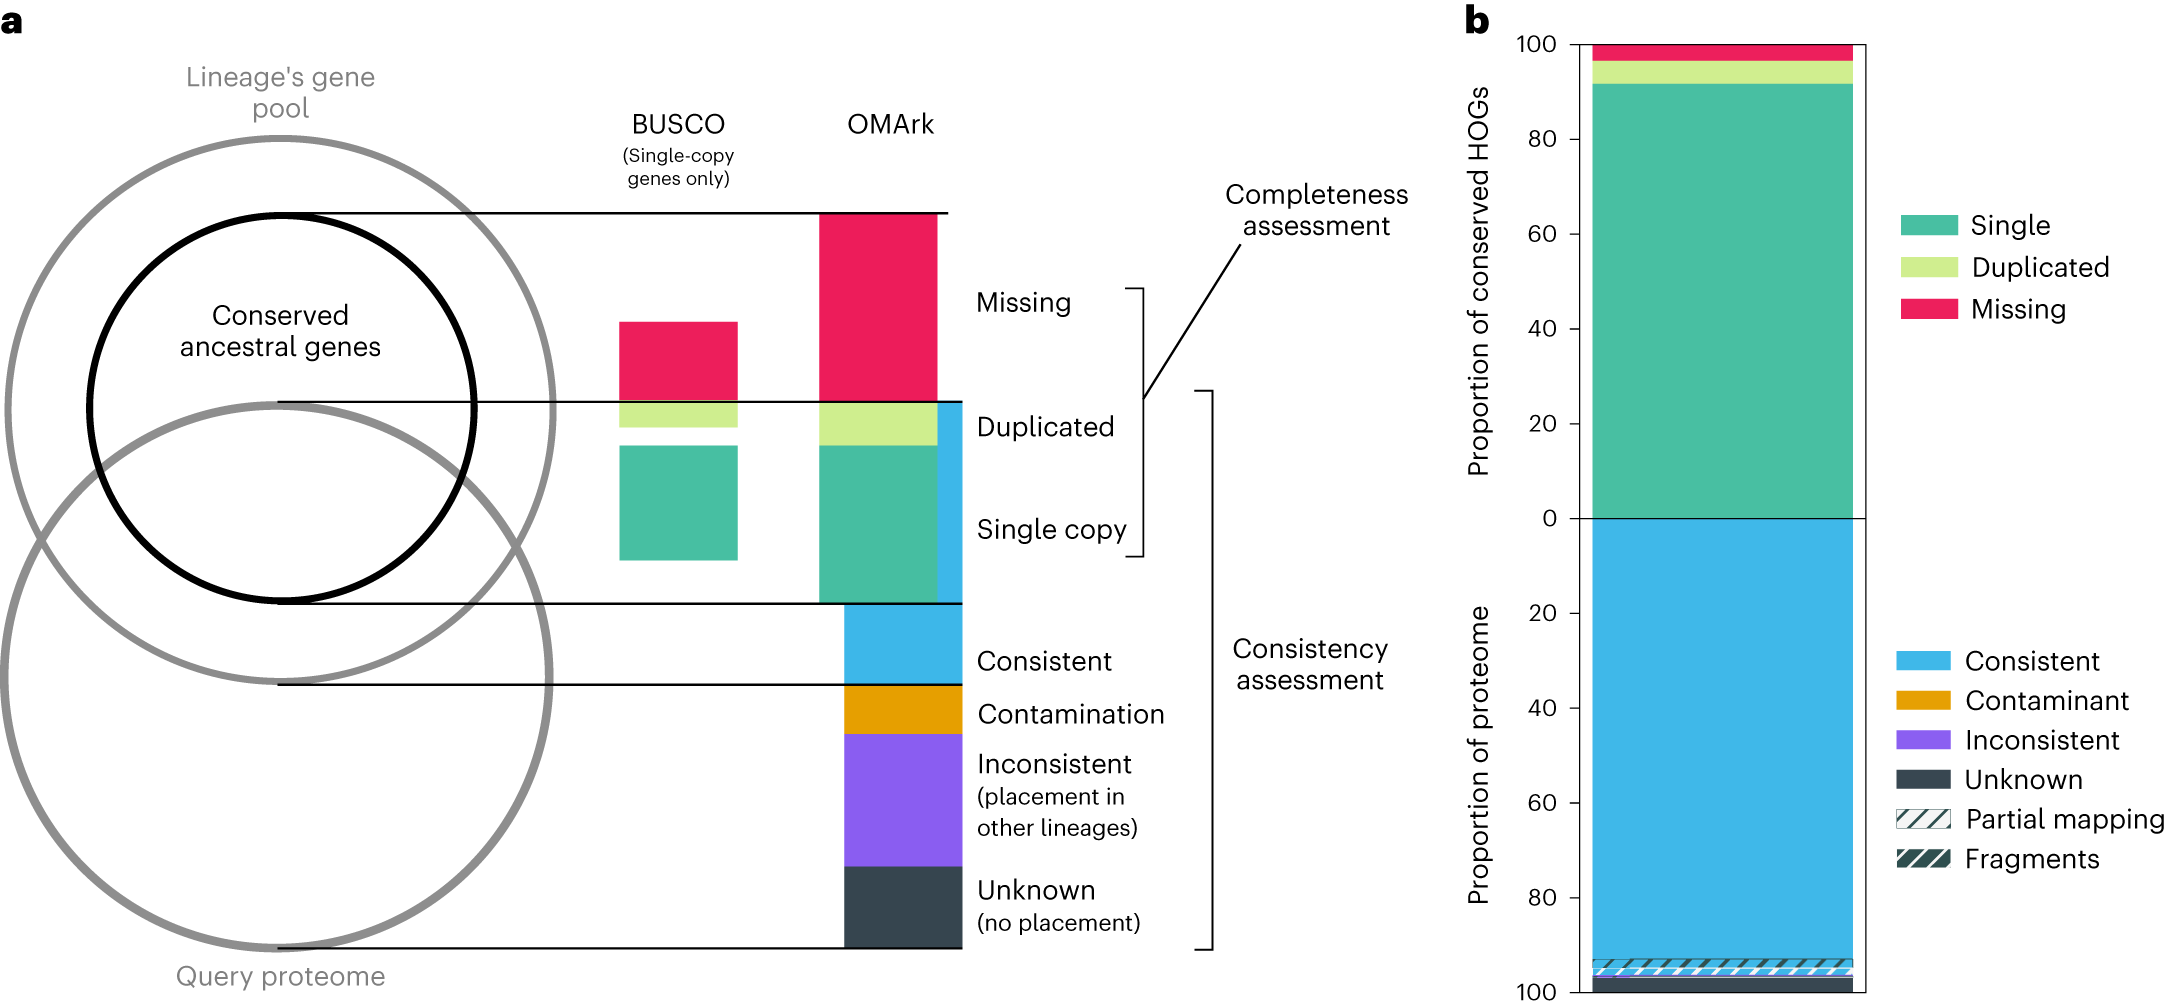 a
Lineage's gene
pool
Conserved
ancestral genes
Query proteome
BUSCO
(Single-copy
genes only)
OMArk
Missing
Duplicated
Single copy
Consistent
Contamination
Inconsistent
(placement in
other lineages)
Unknown
(no placement)
Completeness
assessment
Consistency
assessment
b
Proportion of conserved HOGs
Proportion of proteome
100
80
60
40
20
0
20
40
60
80
100
Single
Duplicated
Missing
Consistent
Contaminant
Inconsistent
Unknown
Partial mapping
Fragments